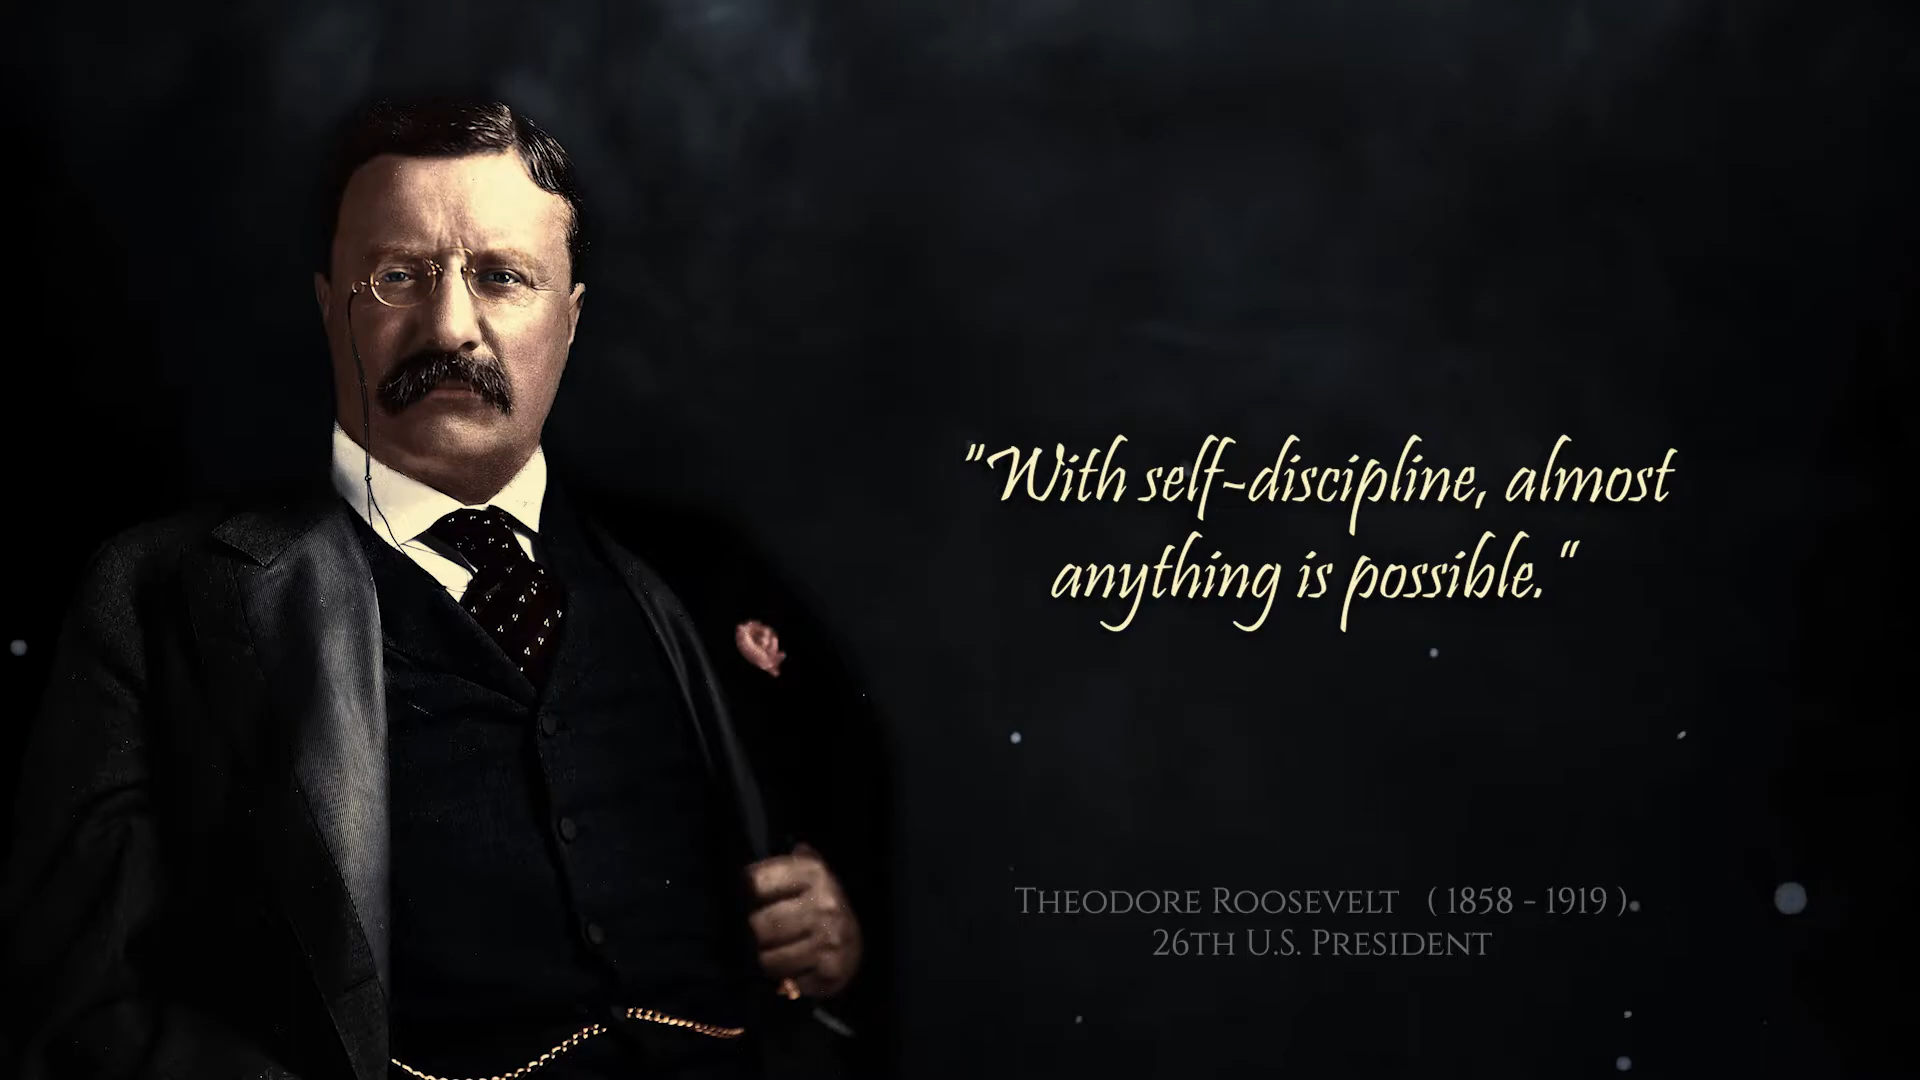 "With self-discipline, almost
anything is possible."
Theodore Roosevelt (1858 - 1919)
26th U.S. President